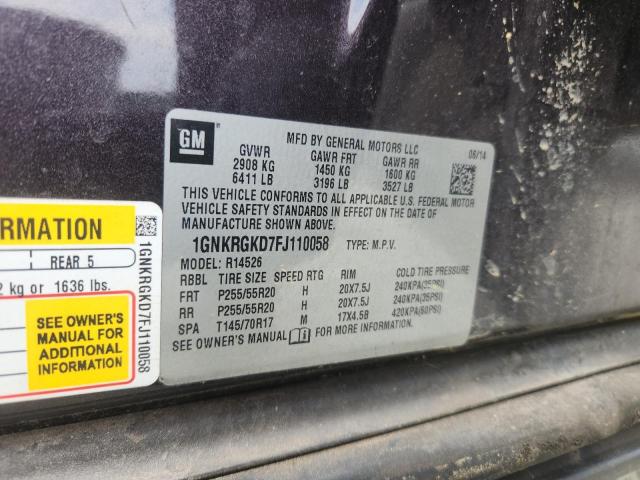 GM
MFD BY GENERAL MOTORS LLC
06/14
GVWR GAWR FRT GAWR RR
2908 KG 1450 KG 1600 KG
6411 LB 3196 LB 3527 LB
THIS VEHICLE CONFORMS TO ALL APPLICABLE U.S. FEDERAL MOTOR
VEHICLE SAFETY STANDARDS IN EFFECT ON THE DATE OF
MANUFACTURE SHOWN ABOVE.
1GNKRGKD7FJ110058 TYPE: M.P.V.
MODEL: R14526
RBBL TIRE SIZE SPEED RTG RIM COLD TIRE PRESSURE
FRT P255/55R20 H 20X7.5J 240KPA(35PSI)
RR P255/55R20 H 20X7.5J 240KPA(35PSI)
SPA T145/70R17 M 17X4.5B 420KPA(60PSI)
SEE OWNER'S MANUAL FOR ADDITIONAL INFORMATION.
REAR 5
kg or 1636 lbs.
SEE OWNER'S
MANUAL FOR
ADDITIONAL
INFORMATION
1GNKRGKD7FJ110058